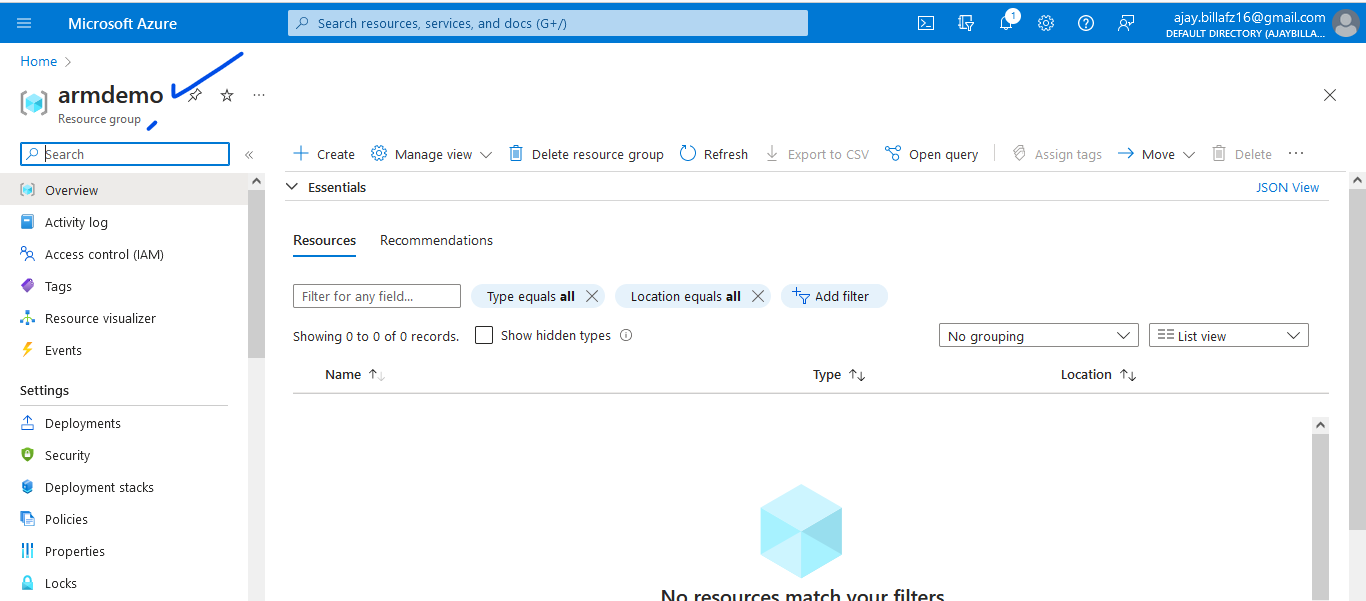 Microsoft Azure
Search resources, services, and docs (G+/)
1
ajay.billafz16@gmail.com
DEFAULT DIRECTORY (AJAYBILLA...
Home
armdemo
Resource group
Search
Overview
Activity log
Access control (IAM)
Tags
Resource visualizer
Events
Settings
Deployments
Security
Deployment stacks
Policies
Properties
Locks
Create Manage view Delete resource group Refresh Export to CSV Open query Assign tags Move Delete
Essentials
JSON View
Resources Recommendations
Filter for any field... Type equals all Location equals all Add filter
Showing 0 to 0 of 0 records. Show hidden types No grouping List view
Name Type Location
No resources match your filters